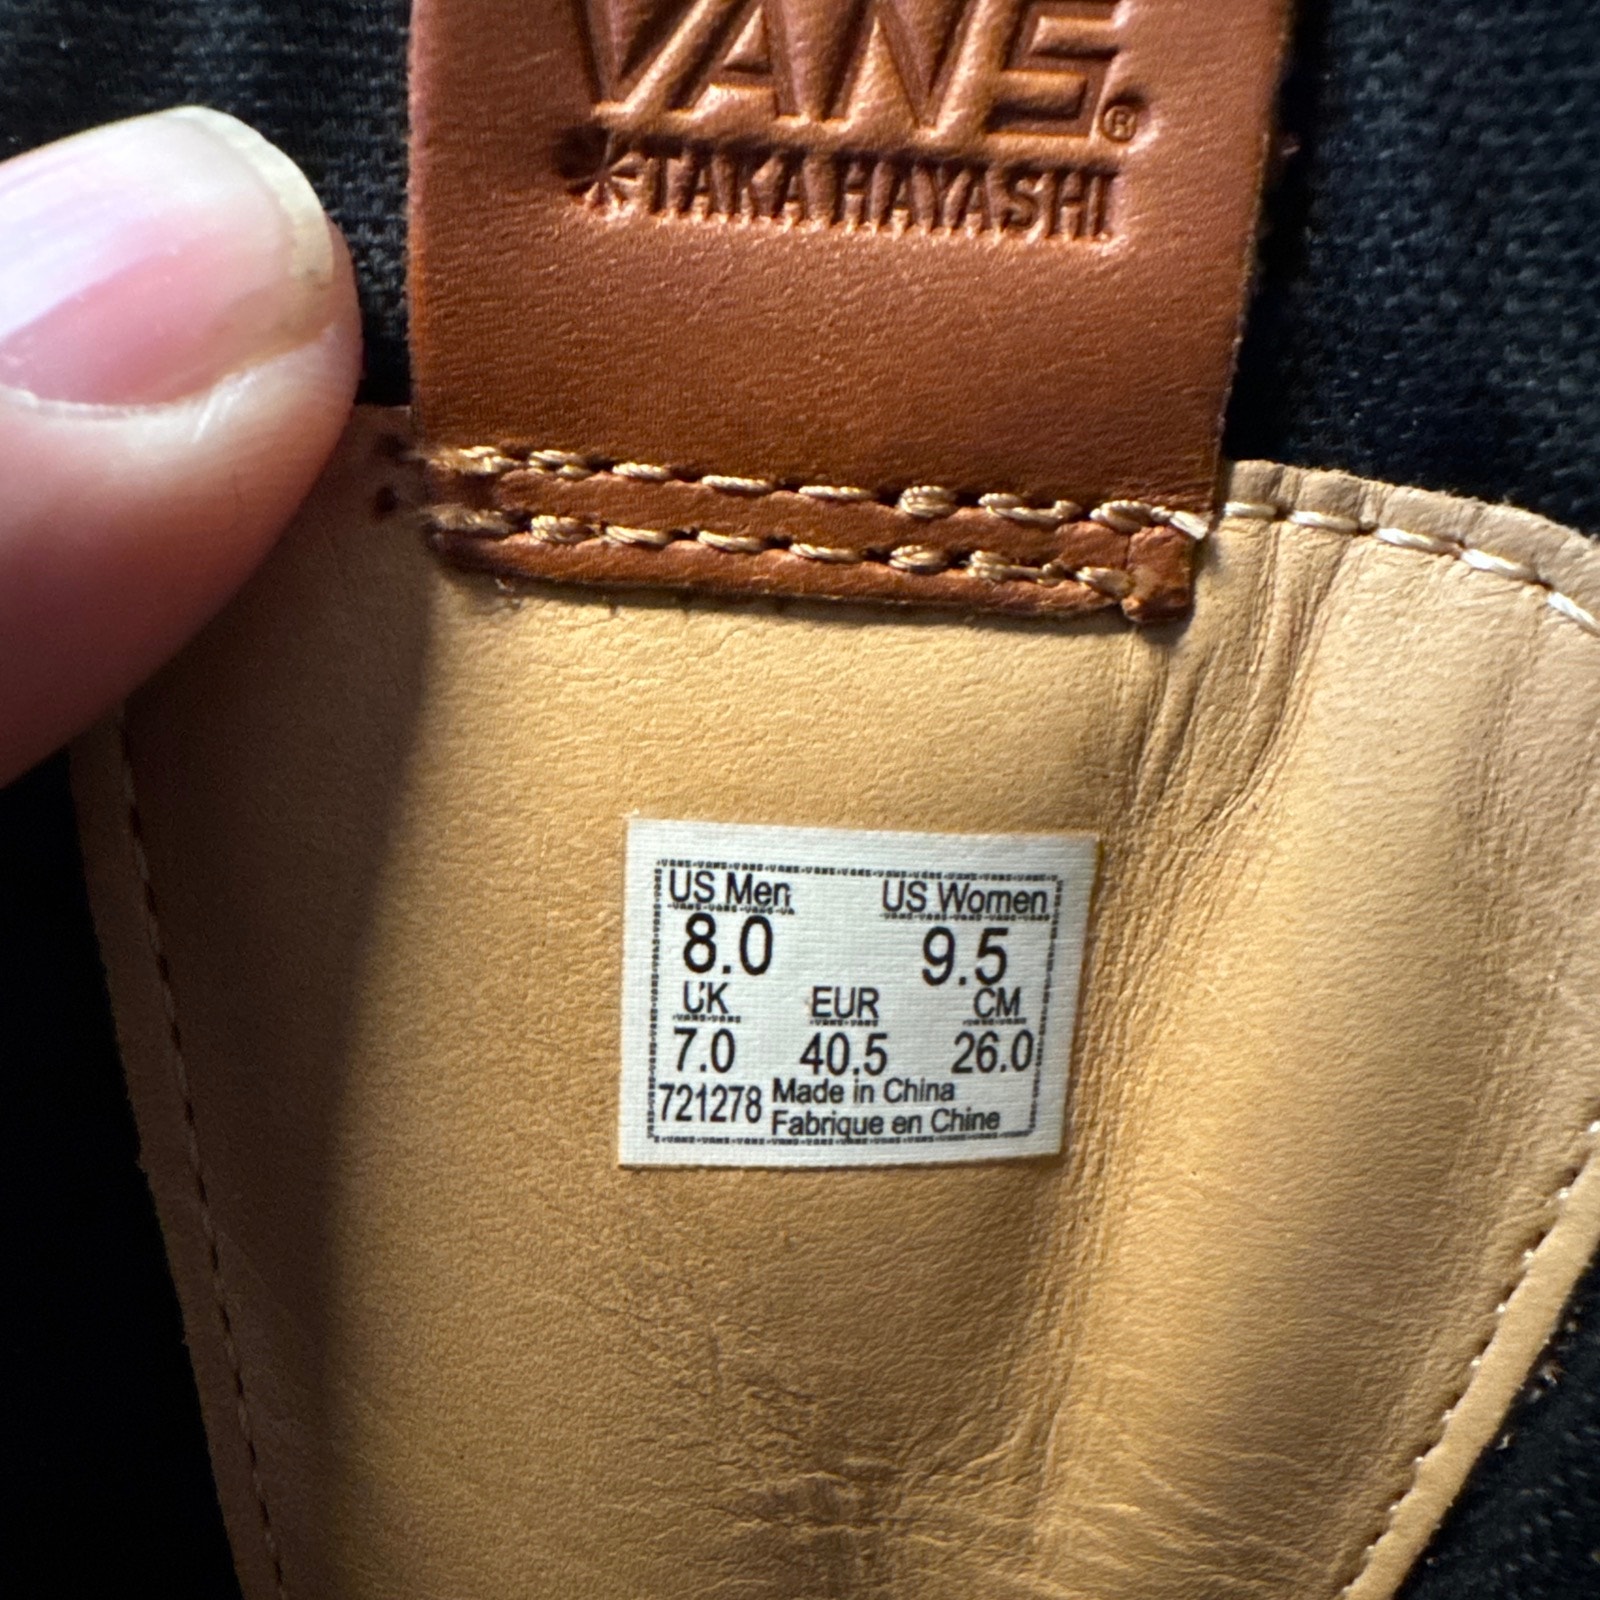 VANS®
*TAKA HAYASHI
US Men US Women
8.0 9.5
UK EUR CM
7.0 40.5 26.0
721278 Made in China
Fabrique en Chine